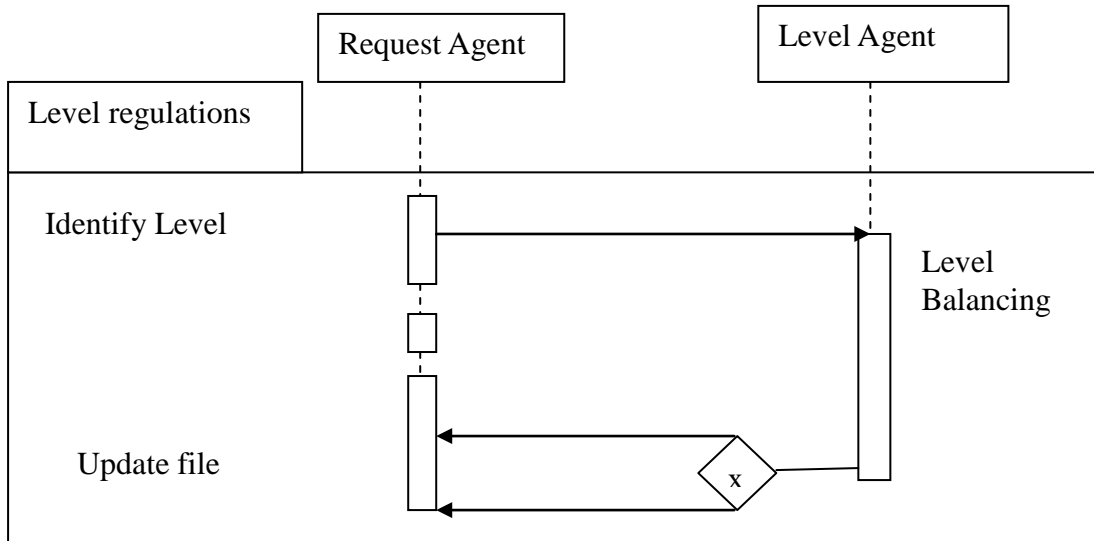 Request Agent
Level Agent
Level regulations
Identify Level
Level
Balancing
Update file
x